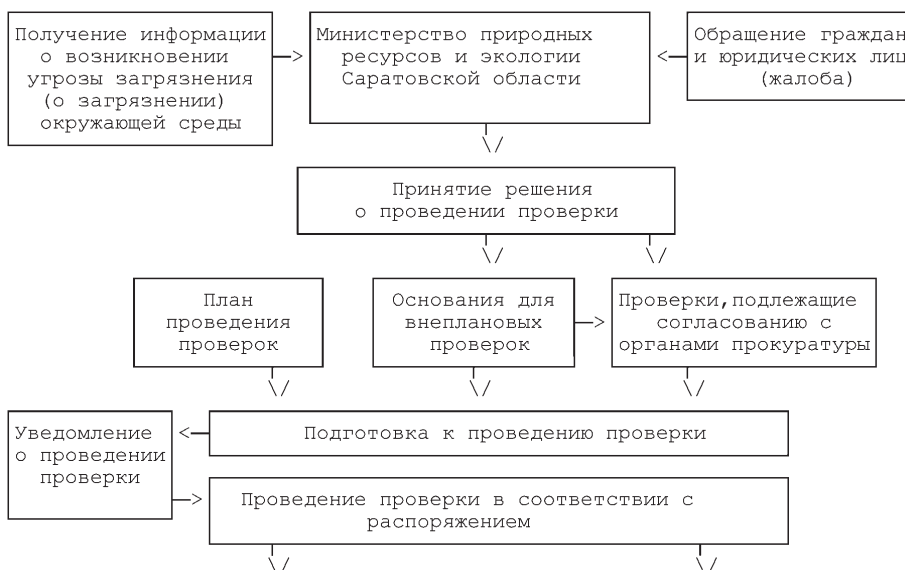 Получение информации
о возникновении
угрозы загрязнения
(о загрязнении)
окружающей среды
Министерство природных
ресурсов и экологии
Саратовской области
Обращение граждан
и юридических лиц
(жалоба)
Принятие решения
о проведении проверки
План
проведения
проверок
Основания для
внеплановых
проверок
Проверки,подлежащие
согласованию с
органами прокуратуры
Уведомление
о проведении
проверки
Подготовка к проведению проверки
Проведение проверки в соответствии с
распоряжением